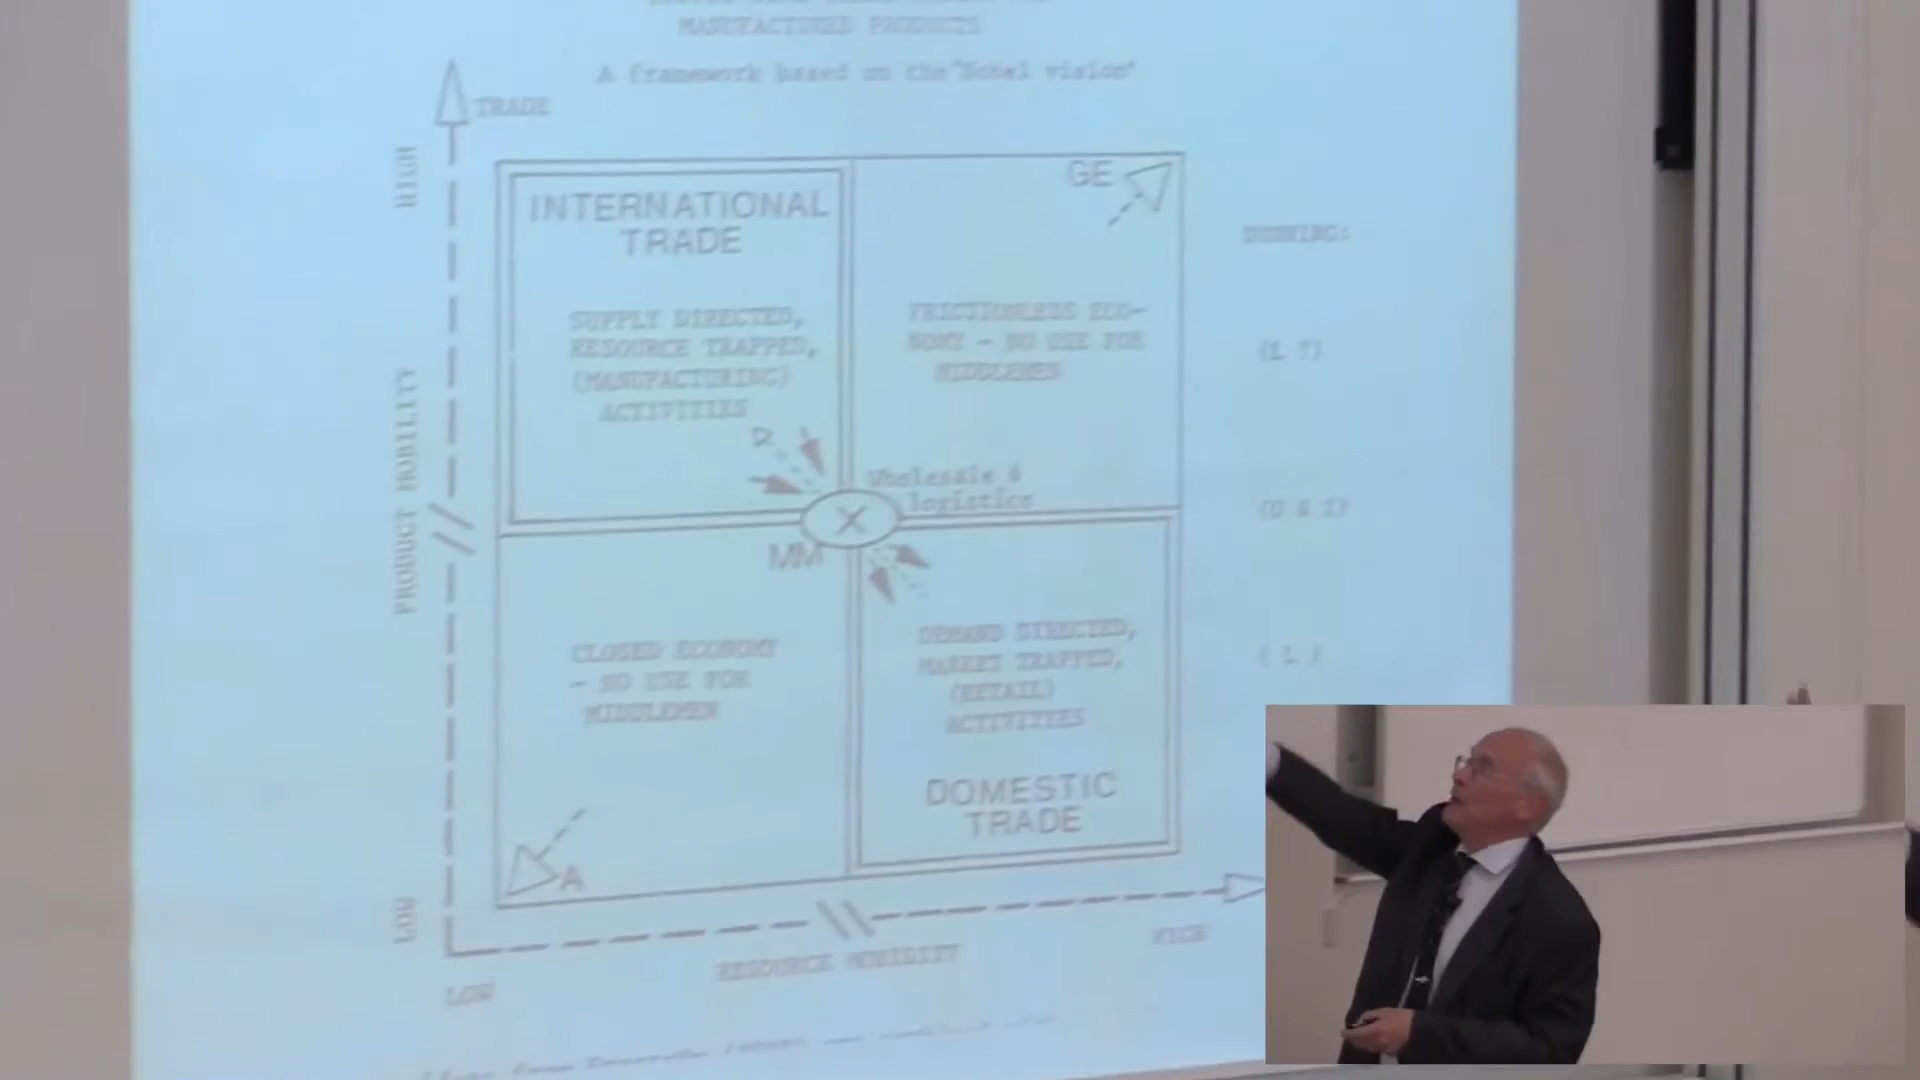 MANUFACTURED PRODUCTS
A framework based on the "Nobel vision"
TRADE
HIGH
GE
INTERNATIONAL
TRADE
DUNNING:
SUPPLY DIRECTED,
RESOURCE TRAPPED,
(MANUFACTURING)
ACTIVITIES
FRICTIONLESS ECO-
NOMY - NO USE FOR
MIDDLEMEN
(L ?)
PRODUCT MOBILITY
Wholesale &
logistics
X
(O & I)
MM
CLOSED ECONOMY
- NO USE FOR
MIDDLEMEN
DEMAND DIRECTED,
MARKET TRAPPED,
(RETAIL)
ACTIVITIES
( L )
DOMESTIC
TRADE
A
LOW
HIGH
RESOURCE MOBILITY
LOW